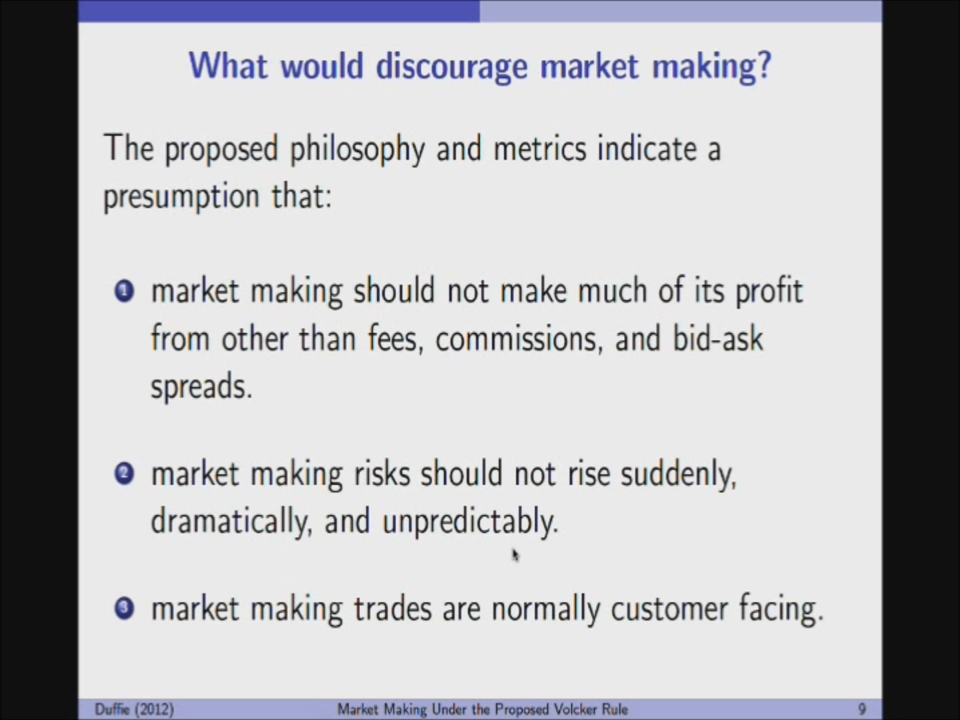 What would discourage market making?
The proposed philosophy and metrics indicate a
presumption that:
1 market making should not make much of its profit
from other than fees, commissions, and bid-ask
spreads.
2 market making risks should not rise suddenly,
dramatically, and unpredictably.
3 market making trades are normally customer facing.
Duffie (2012) Market Making Under the Proposed Volcker Rule 9